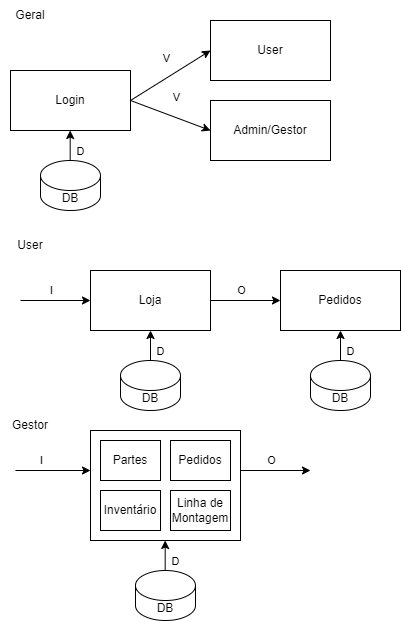 Geral
User
V
Login
V
Admin/Gestor
D
DB
User
I
Loja
O
Pedidos
D
D
DB
DB
Gestor
I
Partes
Pedidos
O
Inventário
Linha de
Montagem
D
DB